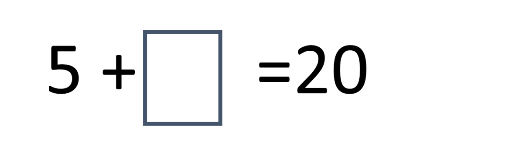 5 + □ =20